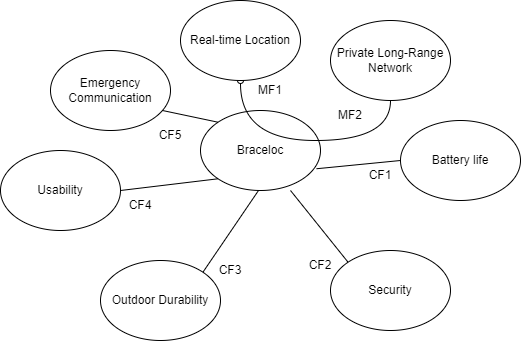 Real-time Location
Private Long-Range
Network
Emergency
Communication
MF1
MF2
CF5
Braceloc
Battery life
CF1
Usability
CF4
CF2
CF3
Security
Outdoor Durability